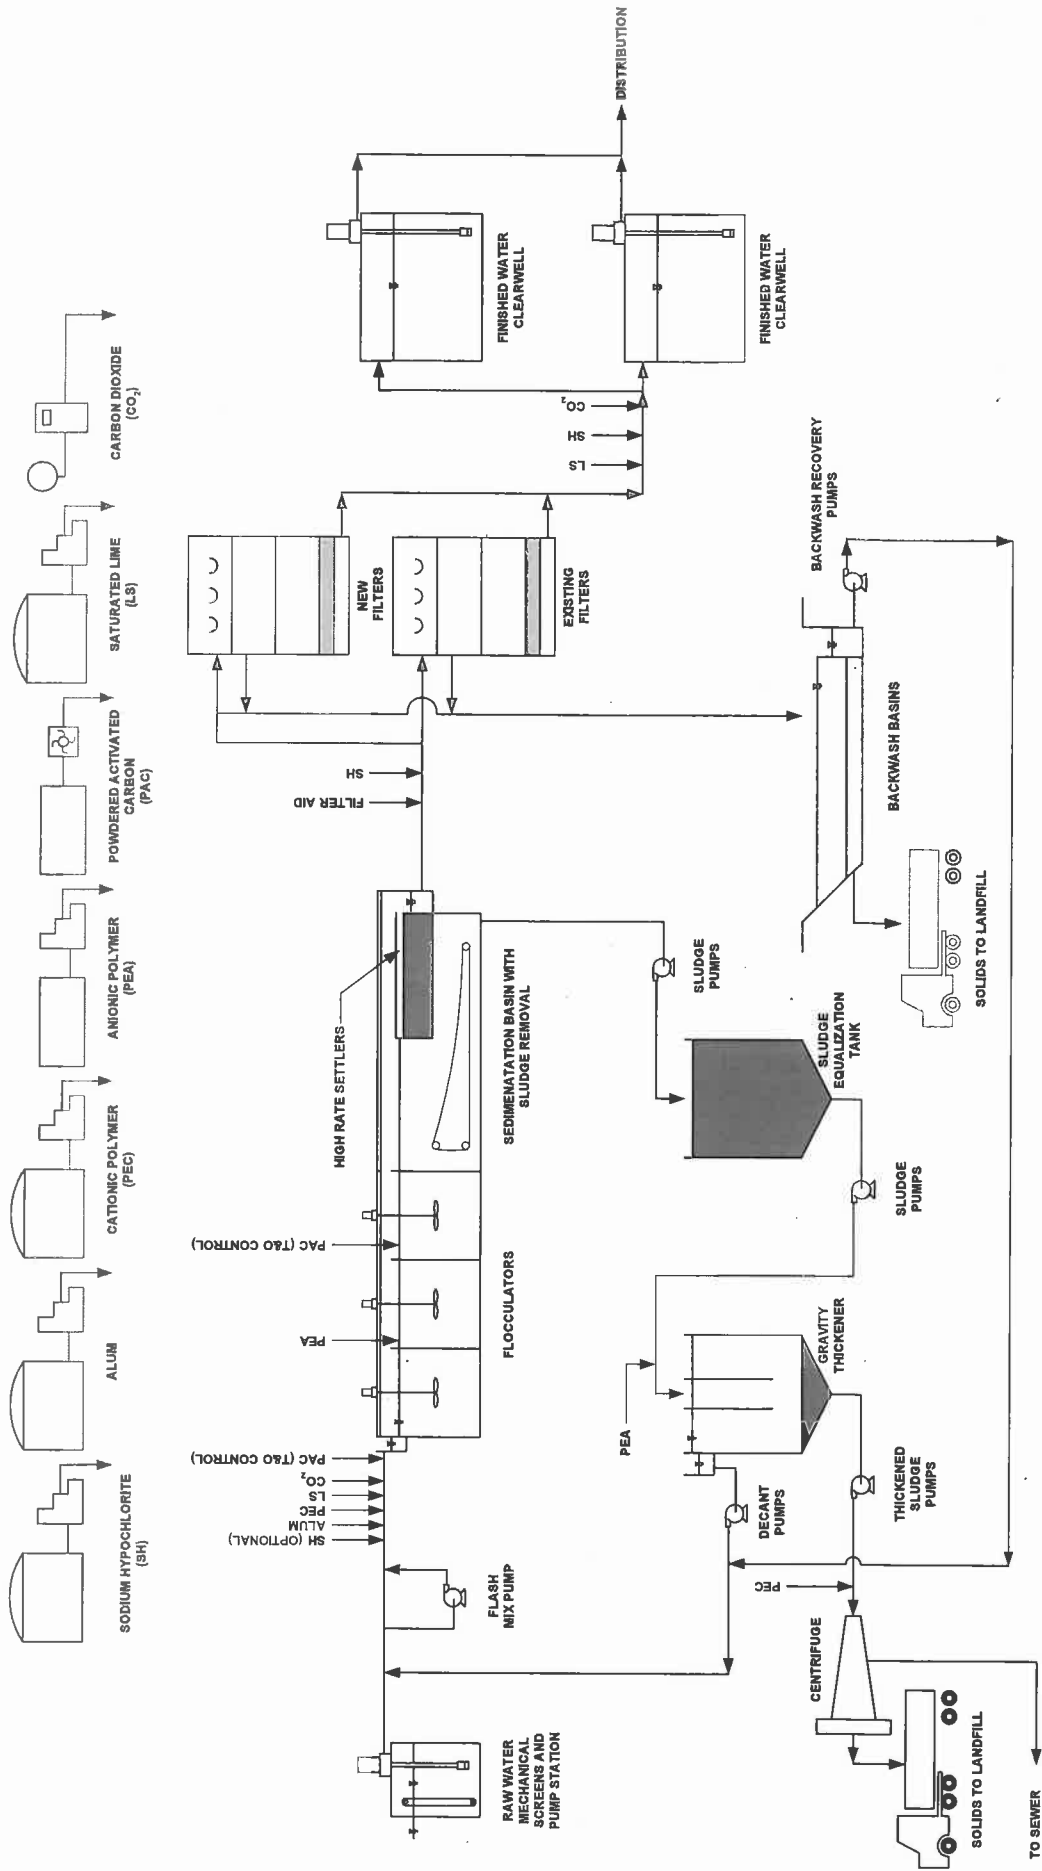 SODIUM HYPOCHLORITE
(SH)
ALUM
CATIONIC POLYMER
(PEC)
ANIONIC POLYMER
(PEA)
POWDERED ACTIVATED
CARBON
(PAC)
SATURATED LIME
(LS)
CARBON DIOXIDE
(CO₂)
SH (OPTIONAL)
ALUM
PEC
LS
CO₂
PAC (T&O CONTROL)
PEA
PAC (T&O CONTROL)
HIGH RATE SETTLERS
FILTER AID
SH
NEW
FILTERS
EXISTING
FILTERS
LS
SH
CO₂
FINISHED WATER
CLEARWELL
FINISHED WATER
CLEARWELL
DISTRIBUTION
RAW WATER
MECHANICAL
SCREENS AND
PUMP STATION
FLASH
MIX PUMP
FLOCCULATORS
SEDIMENATATION BASIN WITH
SLUDGE REMOVAL
SLUDGE
PUMPS
SLUDGE
EQUALIZATION
TANK
SLUDGE
PUMPS
PEA
GRAVITY
THICKENER
DECANT
PUMPS
THICKENED
SLUDGE
PUMPS
PEC
CENTRIFUGE
SOLIDS TO LANDFILL
TO SEWER
BACKWASH RECOVERY
PUMPS
BACKWASH BASINS
SOLIDS TO LANDFILL